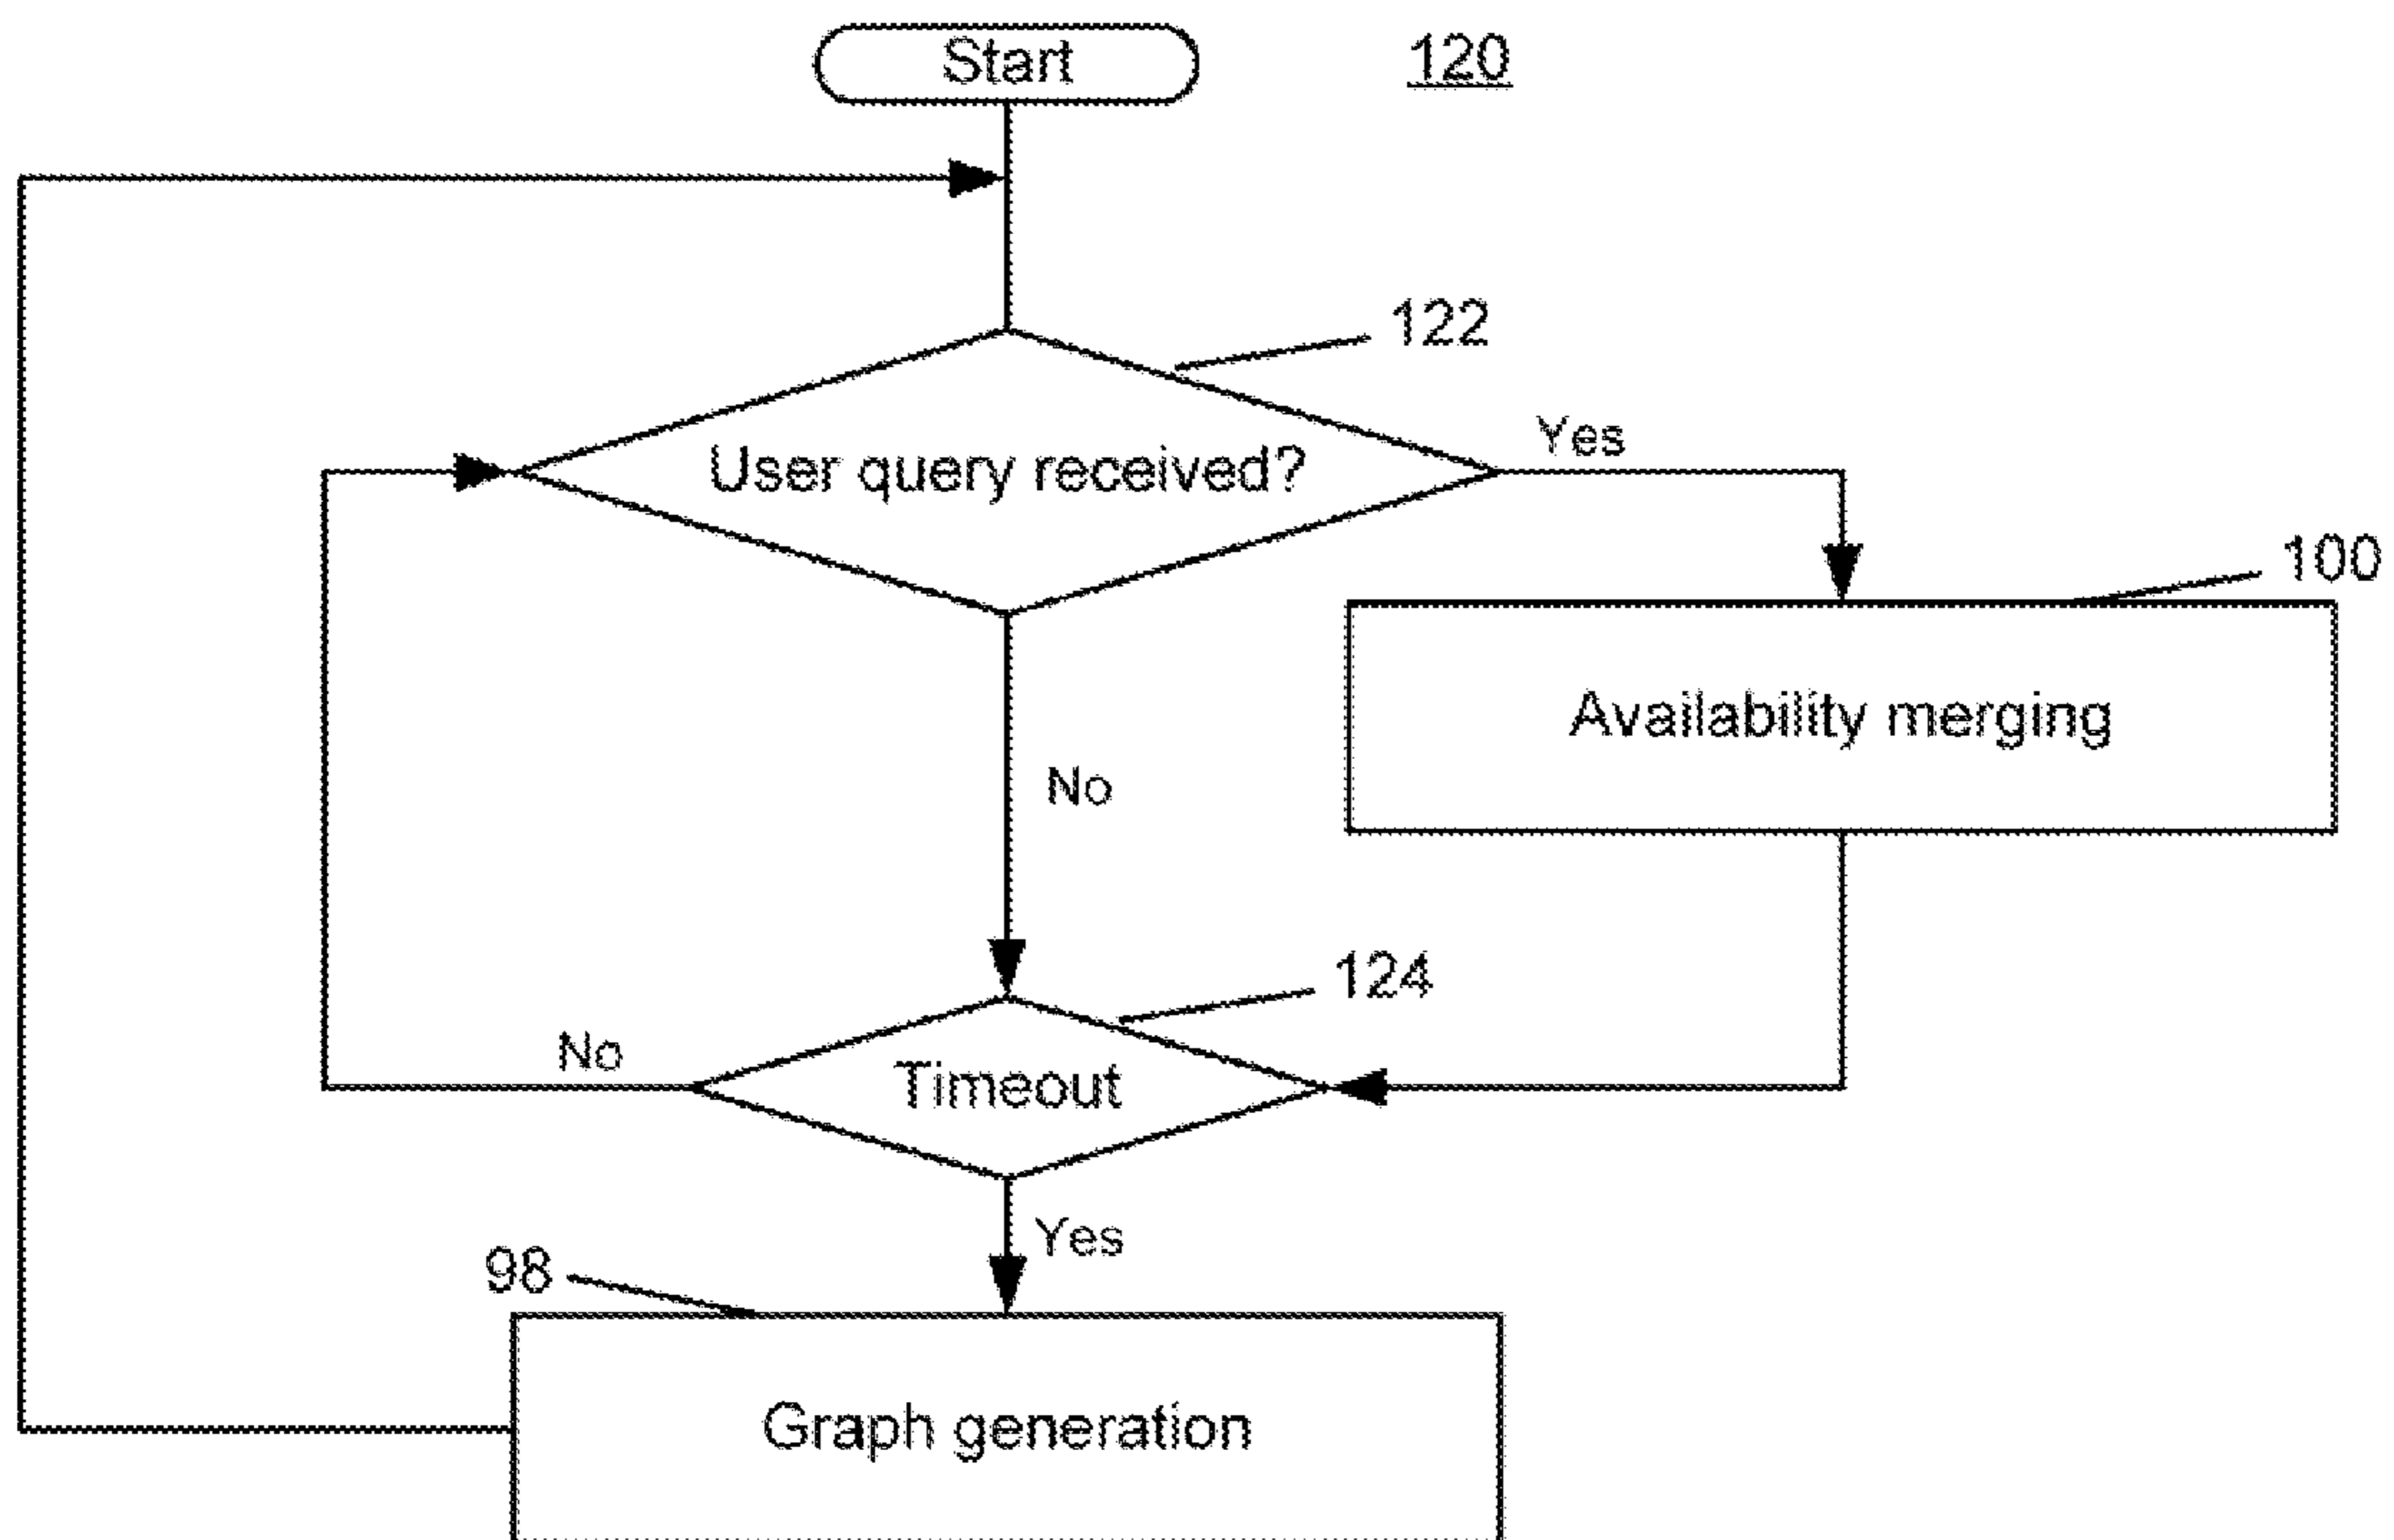 Start
120
122
User query received?
Yes
100
Availability merging
No
124
No
Timeout
Yes
98
Graph generation